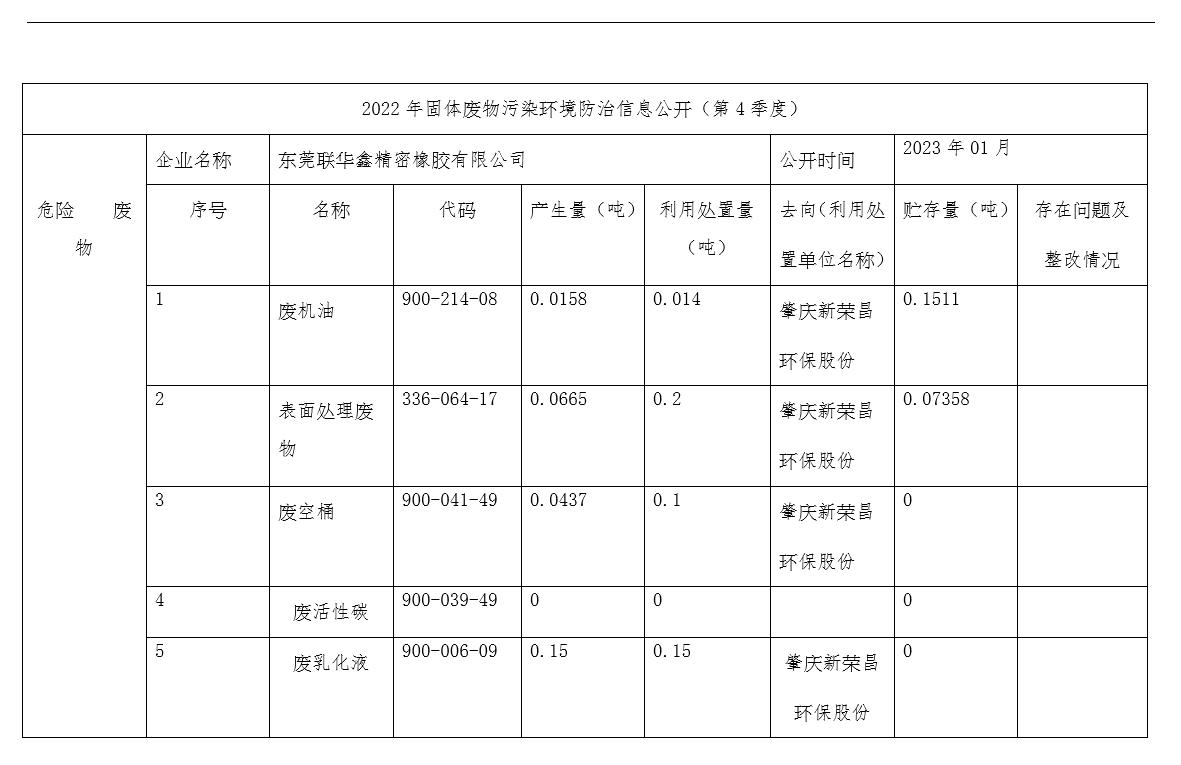 2022 年固体废物污染环境防治信息公开（第 4 季度）
企业名称 东莞联华鑫精密橡胶有限公司 公开时间 2023 年 01 月
危险 废
物
序号 名称 代码 产生量（吨） 利用处置量 去向（利用处 贮存量（吨） 存在问题及
（吨） 置单位名称） 整改情况
1 废机油 900-214-08 0.0158 0.014 肇庆新荣昌 0.1511
环保股份
2 表面处理废 336-064-17 0.0665 0.2 肇庆新荣昌 0.07358
物 环保股份
3 废空桶 900-041-49 0.0437 0.1 肇庆新荣昌 0
环保股份
4 废活性碳 900-039-49 0 0 0
5 废乳化液 900-006-09 0.15 0.15 肇庆新荣昌 0
环保股份